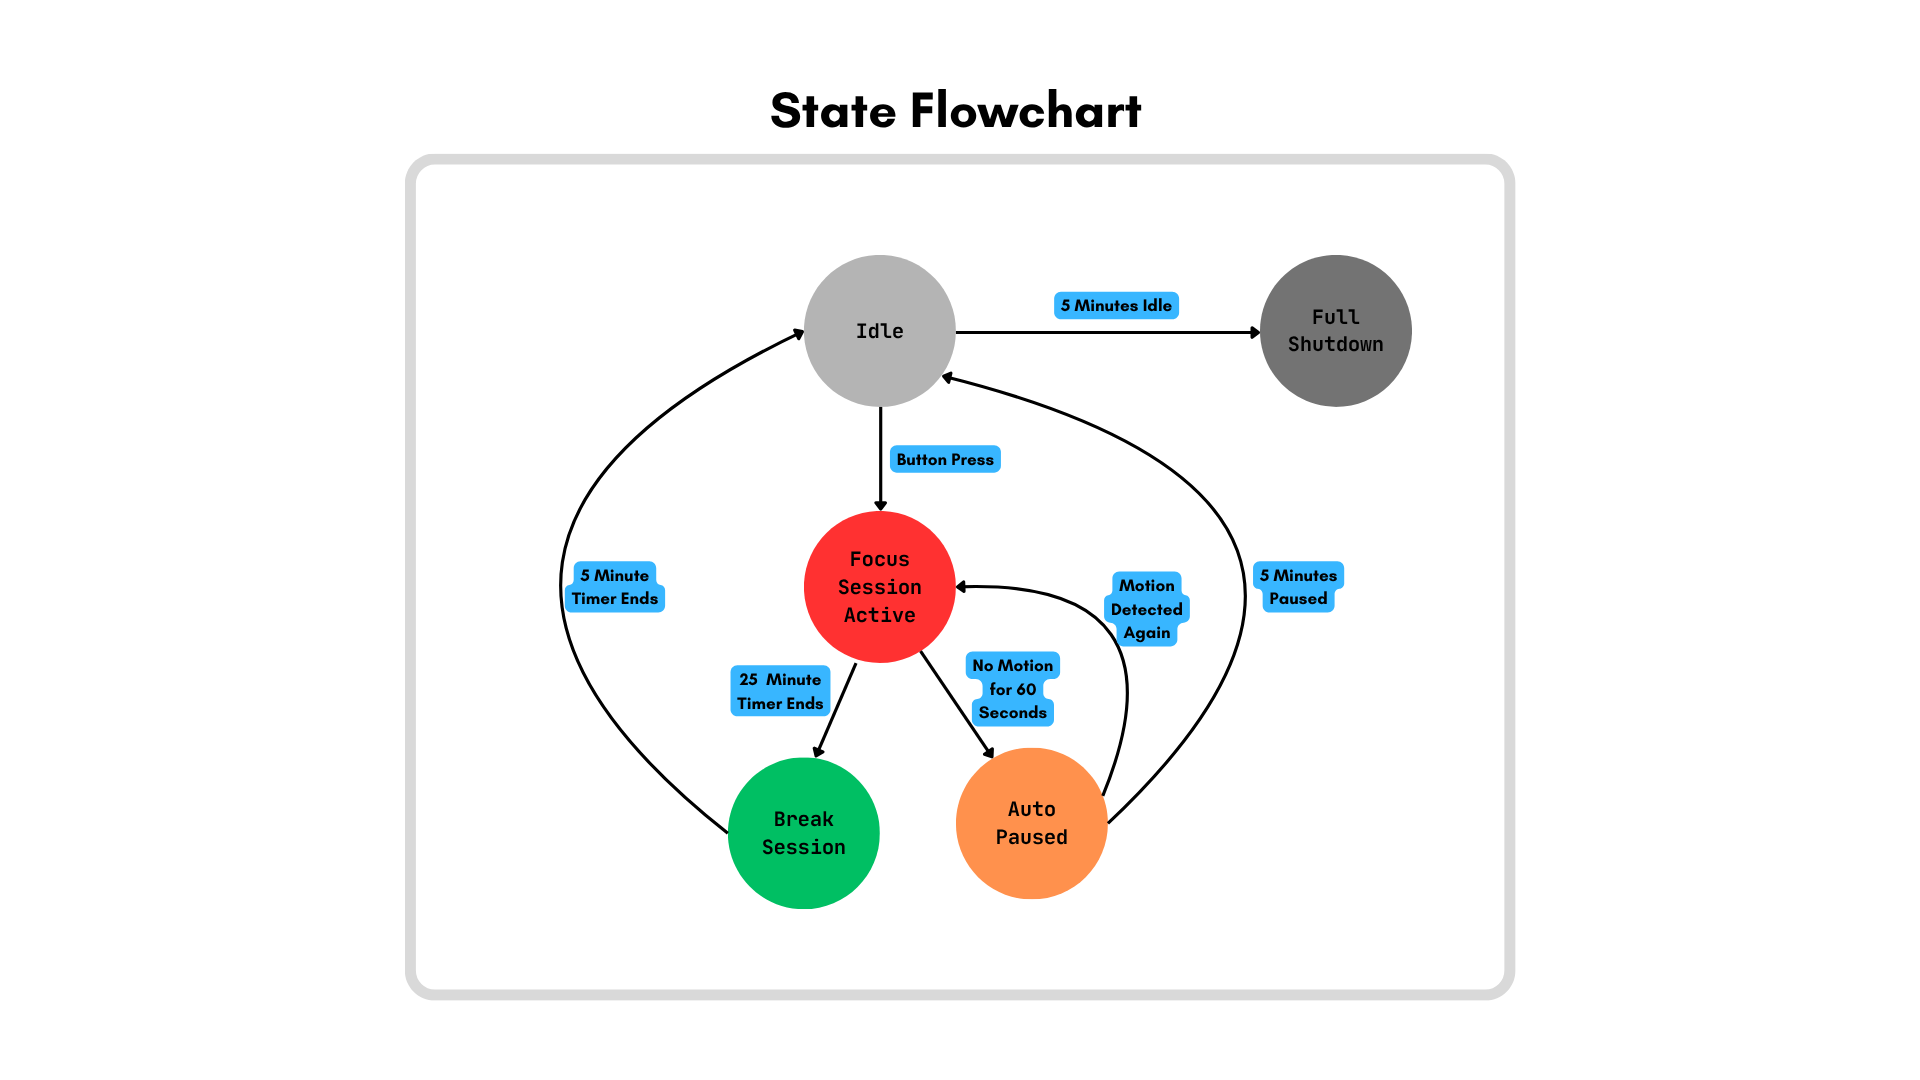 State Flowchart
Idle
5 Minutes Idle
Full
Shutdown
Button Press
Focus
Session
Active
5 Minute
Timer Ends
Motion
Detected
Again
5 Minutes
Paused
25  Minute
Timer Ends
No Motion
for 60
Seconds
Break
Session
Auto
Paused